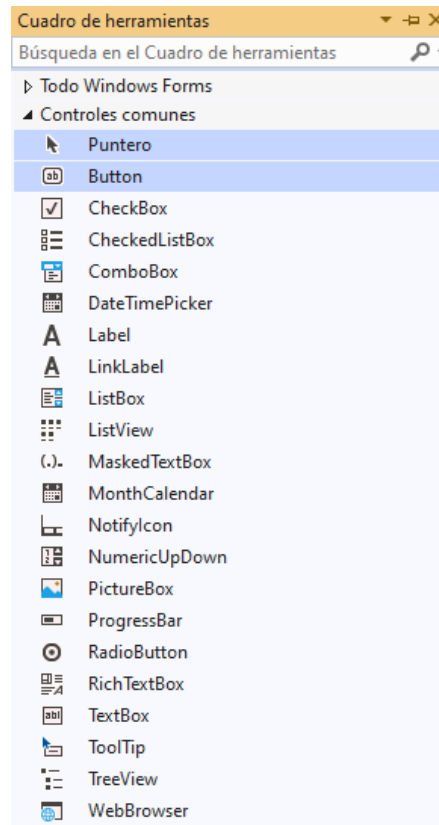 Cuadro de herramientas
Búsqueda en el Cuadro de herramientas
Todo Windows Forms
Controles comunes
Puntero
Button
CheckBox
CheckedListBox
ComboBox
DateTimePicker
Label
LinkLabel
ListBox
ListView
MaskedTextBox
MonthCalendar
NotifyIcon
NumericUpDown
PictureBox
ProgressBar
RadioButton
RichTextBox
TextBox
ToolTip
TreeView
WebBrowser